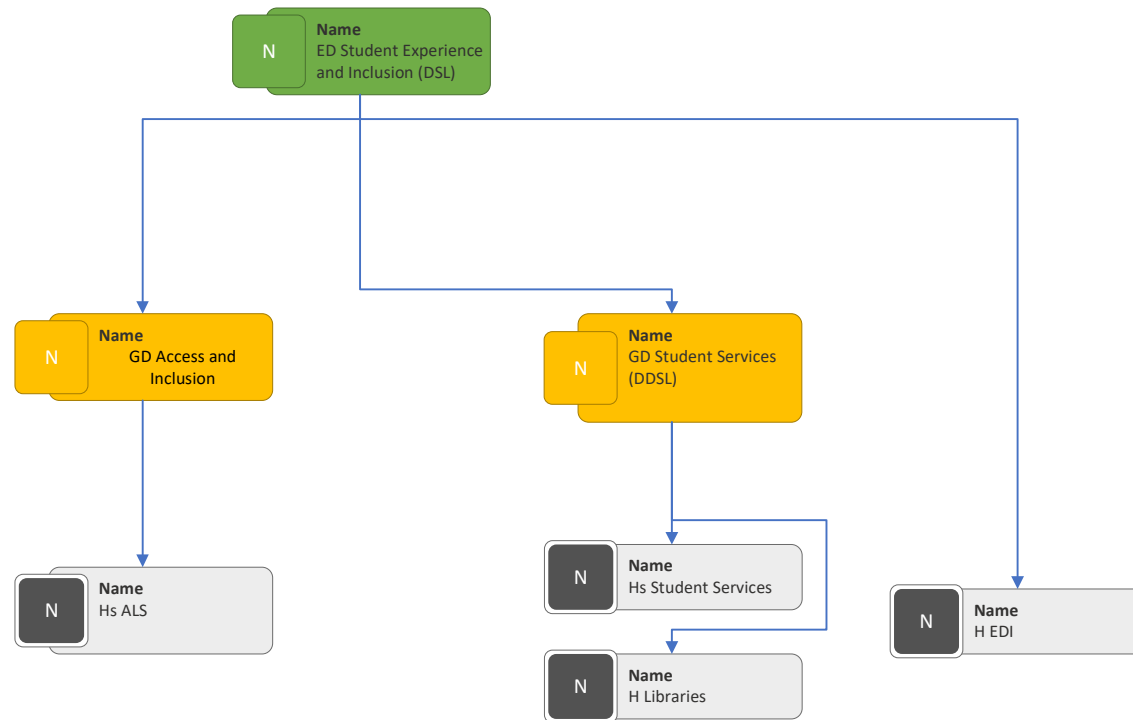 N
Name
ED Student Experience
and Inclusion (DSL)
N
Name
GD Access and
Inclusion
N
Name
GD Student Services
(DDSL)
N
Name
Hs ALS
N
Name
Hs Student Services
N
Name
H EDI
N
Name
H Libraries